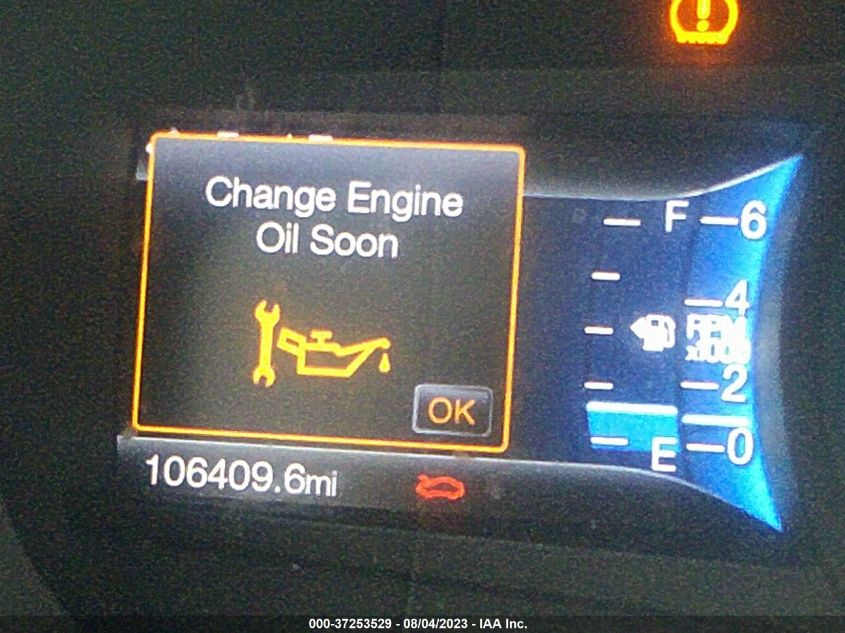 Change Engine
Oil Soon
OK
106409.6mi
F
E
6
4
RPM
x1000
2
0
000-37253529 - 08/04/2023 - IAA Inc.